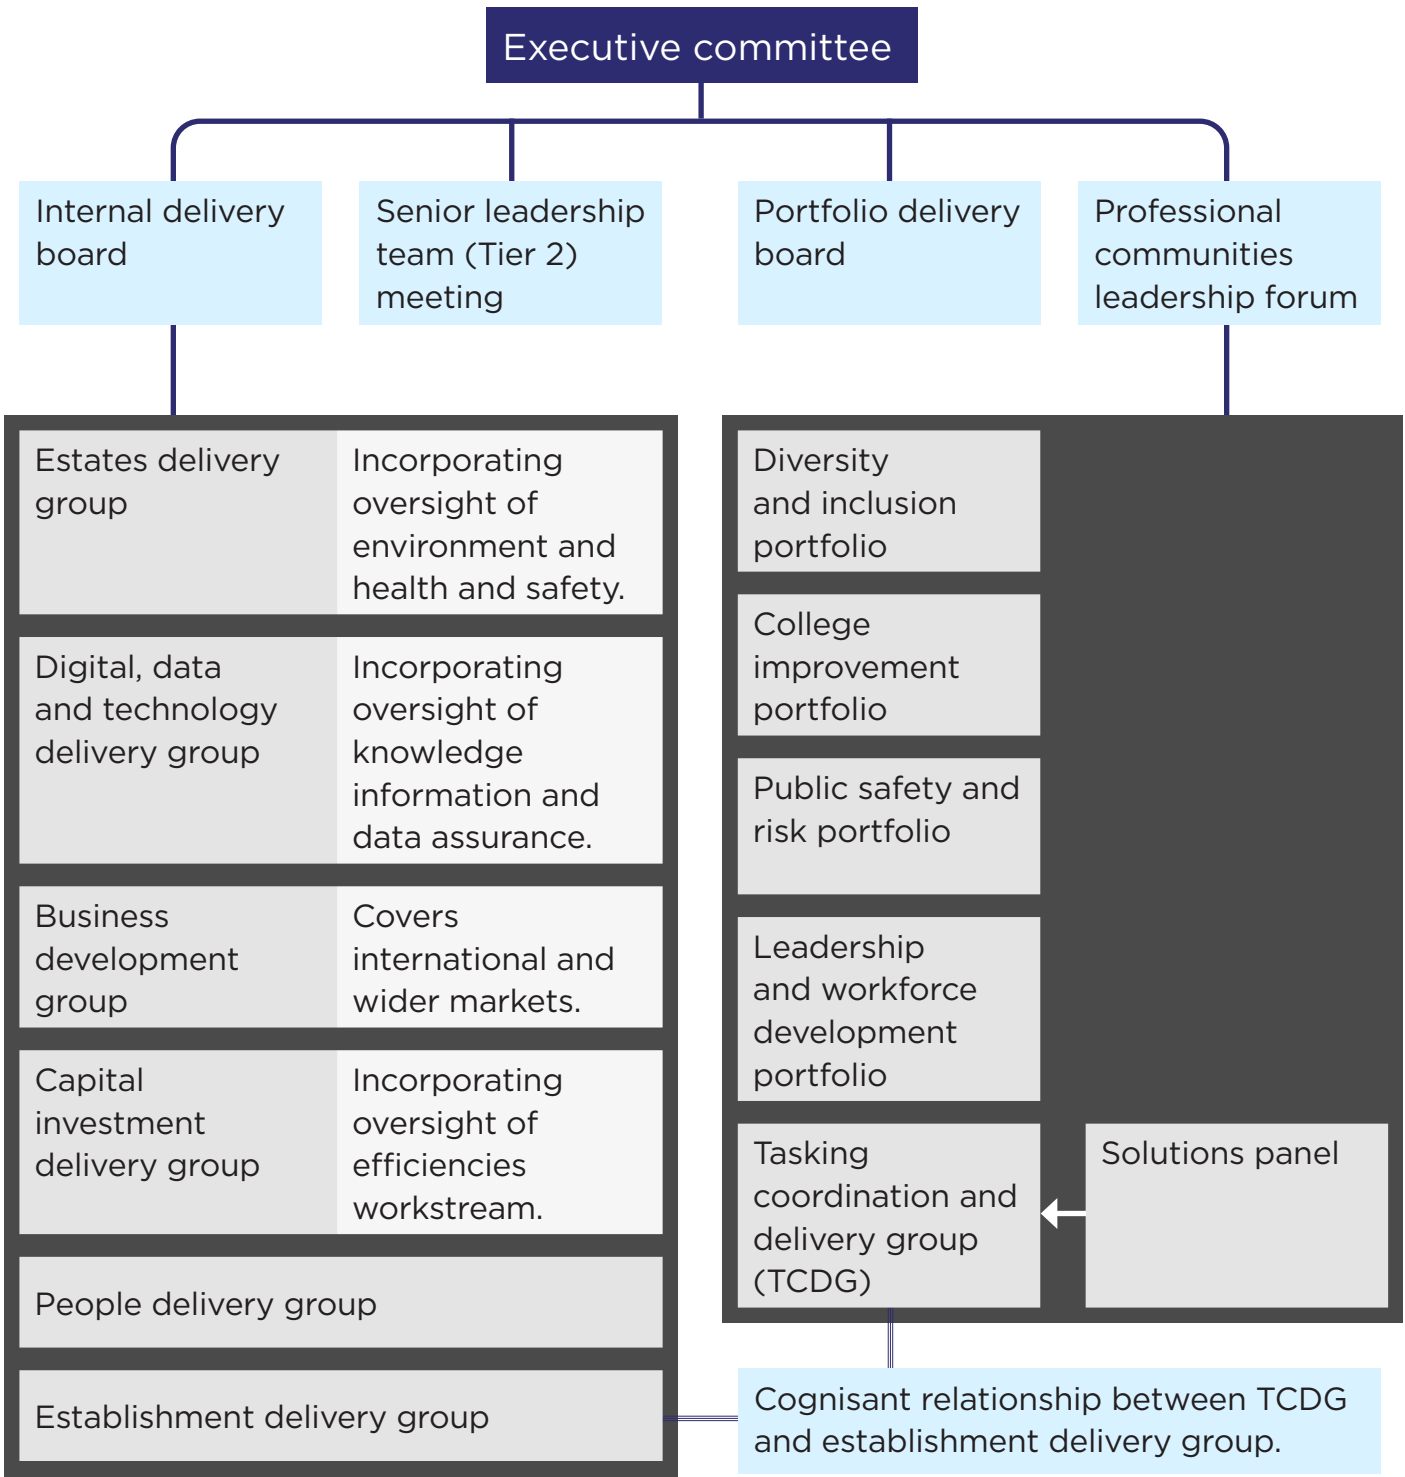 Executive committee
Internal delivery
board
Senior leadership
team (Tier 2)
meeting
Portfolio delivery
board
Professional
communities
leadership forum
Estates delivery
group
Incorporating
oversight of
environment and
health and safety.
Digital, data
and technology
delivery group
Incorporating
oversight of
knowledge
information and
data assurance.
Business
development
group
Covers
international and
wider markets.
Capital
investment
delivery group
Incorporating
oversight of
efficiencies
workstream.
People delivery group
Establishment delivery group
Diversity
and inclusion
portfolio
College
improvement
portfolio
Public safety and
risk portfolio
Leadership
and workforce
development
portfolio
Tasking
coordination and
delivery group
(TCDG)
Solutions panel
Cognisant relationship between TCDG
and establishment delivery group.